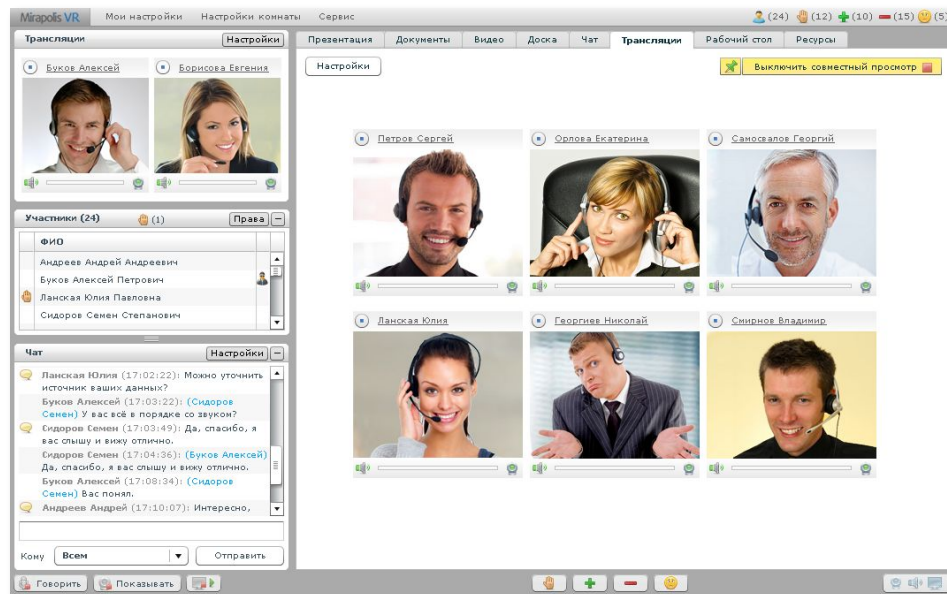 Mirapolis VR Мои настройки Настройки комнаты Сервис (24) (12) (10) (15) (5)
Трансляции Настройки
Буков Алексей Борисова Евгения
Участники (24) (1) Права
ФИО
Андреев Андрей Андреевич
Буков Алексей Петрович
Ланская Юлия Павловна
Сидоров Семен Степанович
Чат Настройки
Ланская Юлия (17:02:22): Можно уточнить
источник ваших данных?
Буков Алексей (17:03:22): (Сидоров
Семен) У вас всё в порядке со звуком?
Сидоров Семен (17:03:49): Да, спасибо, я
вас слышу и вижу отлично.
Сидоров Семен (17:04:36): (Буков Алексей)
Да, спасибо, я вас слышу и вижу отлично.
Буков Алексей (17:08:34): (Сидоров
Семен) Вас понял.
Андреев Андрей (17:10:07): Интересно,
Кому Всем Отправить
Говорить Показывать
Презентация Документы Видео Доска Чат Трансляции Рабочий стол Ресурсы
Настройки Выключить совместный просмотр
Петров Сергей Орлова Екатерина Самосвалов Георгий
Ланская Юлия Георгиев Николай Смирнов Владимир